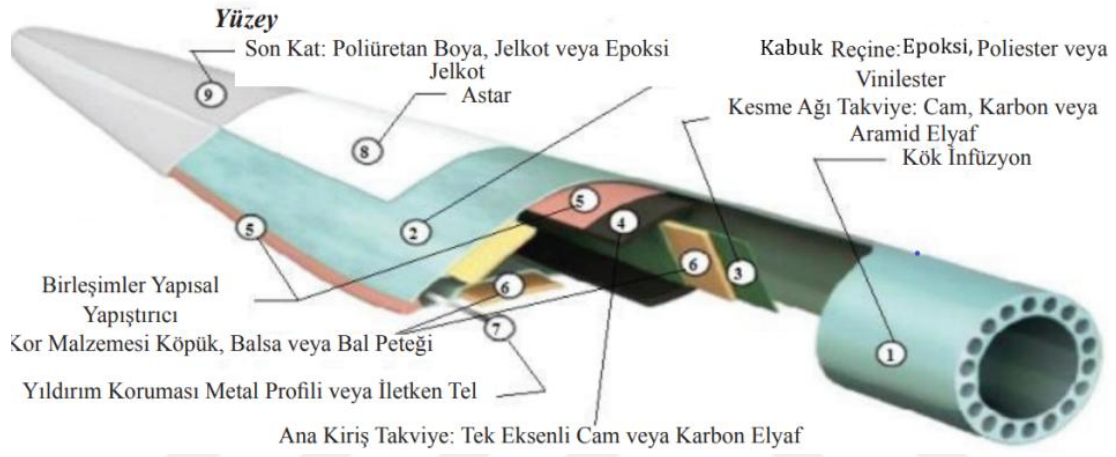 Yüzey
Son Kat: Poliüretan Boya, Jelkot veya Epoksi
Jelkot
Astar
Kabuk Reçine: Epoksi, Poliester veya
Vinilester
Kesme Ağı Takviye: Cam, Karbon veya
Aramid Elyaf
Kök İnfüzyon
9
8
5
2
5
4
6
3
6
7
1
Birleşimler Yapısal
Yapıştırıcı
Kor Malzemesi Köpük, Balsa veya Bal Peteği
Yıldırım Koruması Metal Profili veya İletken Tel
Ana Kiriş Takviye: Tek Eksenli Cam veya Karbon Elyaf